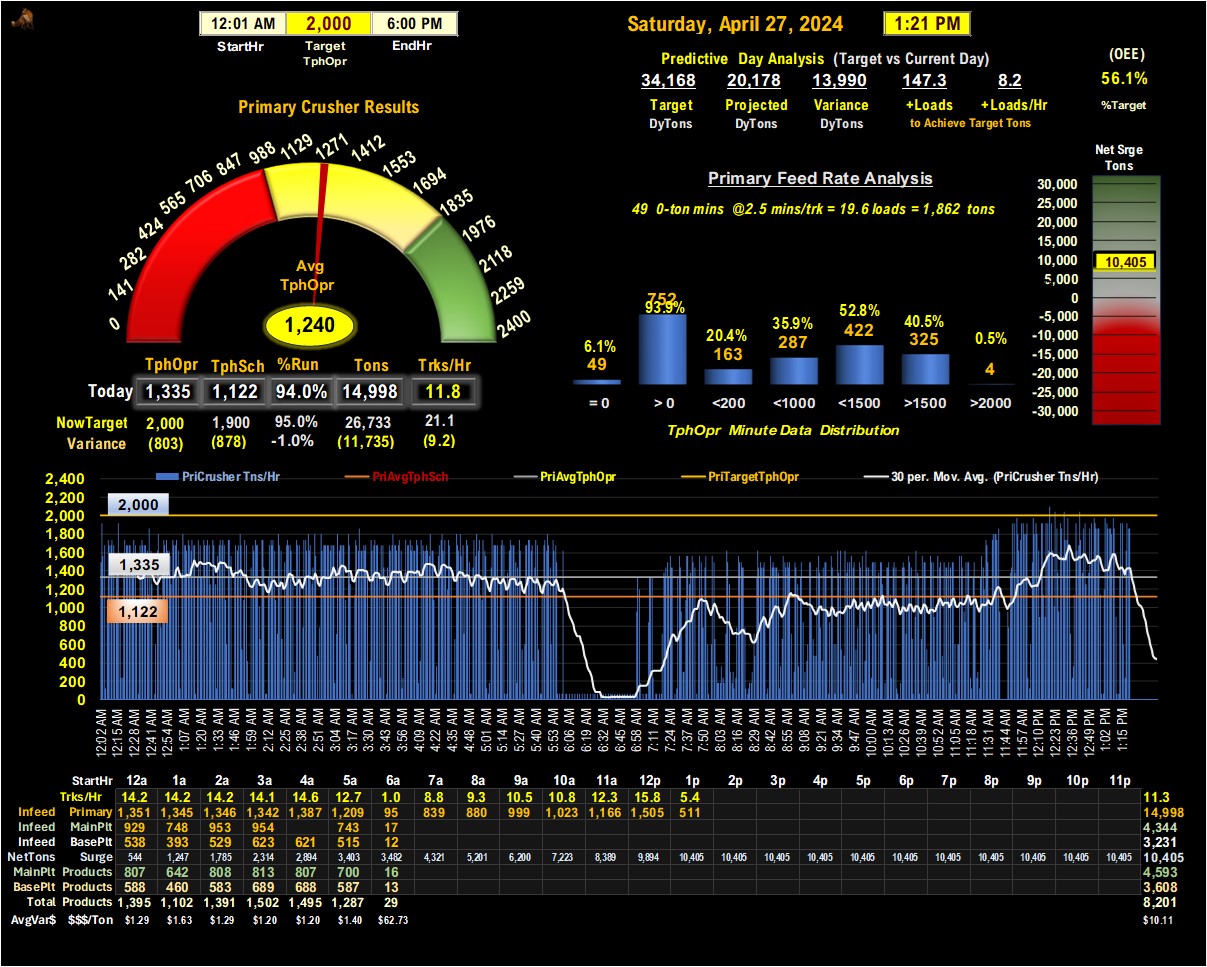 12:01 AM 2,000 6:00 PM
StartHr Target TphOpr EndHr
Saturday, April 27, 2024 1:21 PM
Predictive Day Analysis (Target vs Current Day)
34,168 20,178 13,990 147.3 8.2
Target Projected Variance +Loads +Loads/Hr
DyTons DyTons DyTons to Achieve Target Tons
(OEE)
56.1%
%Target
Primary Crusher Results
0 141 282 424 565 706 847 988 1129 1271 1412 1553 1694 1835 1976 2118 2259 2400
Avg
TphOpr
1,240
TphOpr TphSch %Run Tons Trks/Hr
Today 1,335 1,122 94.0% 14,998 11.8
NowTarget 2,000 1,900 95.0% 26,733 21.1
Variance (803) (878) -1.0% (11,735) (9.2)
Primary Feed Rate Analysis
49 0-ton mins @2.5 mins/trk = 19.6 loads = 1,862 tons
6.1% 93.9% 20.4% 35.9% 52.8% 40.5% 0.5%
49 752 163 287 422 325 4
= 0 > 0 <200 <1000 <1500 >1500 >2000
TphOpr Minute Data Distribution
Net Srge
Tons
30,000
25,000
20,000
15,000
10,000
5,000
0
-5,000
-10,000
-15,000
-20,000
-25,000
-30,000
10,405
PriCrusher Tns/Hr PriAvgTphSch PriAvgTphOpr PriTargetTphOpr 30 per. Mov. Avg. (PriCrusher Tns/Hr)
2,400
2,200
2,000
1,800
1,600
1,400
1,200
1,000
800
600
400
200
0
2,000
1,335
1,122
12:02 AM 12:15 AM 12:28 AM 12:41 AM 12:54 AM 1:07 AM 1:20 AM 1:33 AM 1:46 AM 1:59 AM 2:12 AM 2:25 AM 2:38 AM 2:51 AM 3:04 AM 3:17 AM 3:30 AM 3:43 AM 3:56 AM 4:09 AM 4:22 AM 4:35 AM 4:48 AM 5:01 AM 5:14 AM 5:27 AM 5:40 AM 5:53 AM 6:06 AM 6:19 AM 6:32 AM 6:45 AM 6:58 AM 7:11 AM 7:24 AM 7:37 AM 7:50 AM 8:03 AM 8:16 AM 8:29 AM 8:42 AM 8:55 AM 9:08 AM 9:21 AM 9:34 AM 9:47 AM 10:00 AM 10:13 AM 10:26 AM 10:39 AM 10:52 AM 11:05 AM 11:18 AM 11:31 AM 11:44 AM 11:57 AM 12:10 PM 12:23 PM 12:36 PM 12:49 PM 1:02 PM 1:15 PM
StartHr 12a 1a 2a 3a 4a 5a 6a 7a 8a 9a 10a 11a 12p 1p 2p 3p 4p 5p 6p 7p 8p 9p 10p 11p
Trks/Hr 14.2 14.2 14.2 14.1 14.6 12.7 1.0 8.8 9.3 10.5 10.8 12.3 15.8 5.4 11.3
Infeed Primary 1,351 1,345 1,346 1,342 1,387 1,209 95 839 880 999 1,023 1,166 1,505 511 14,998
Infeed MainPlt 929 748 953 954 743 17 4,344
Infeed BasePlt 538 393 529 623 621 515 12 3,231
NetTons Surge 544 1,247 1,785 2,314 2,894 3,403 3,482 4,321 5,201 6,200 7,223 8,389 9,894 10,405 10,405 10,405 10,405 10,405 10,405 10,405 10,405 10,405 10,405 10,405 10,405
MainPlt Products 807 642 808 813 807 700 16 4,593
BasePlt Products 588 460 583 689 688 587 13 3,608
Total Products 1,395 1,102 1,391 1,502 1,495 1,287 29 8,201
AvgVar$ $$$/Ton $1.29 $1.63 $1.29 $1.20 $1.20 $1.40 $62.73 $10.11